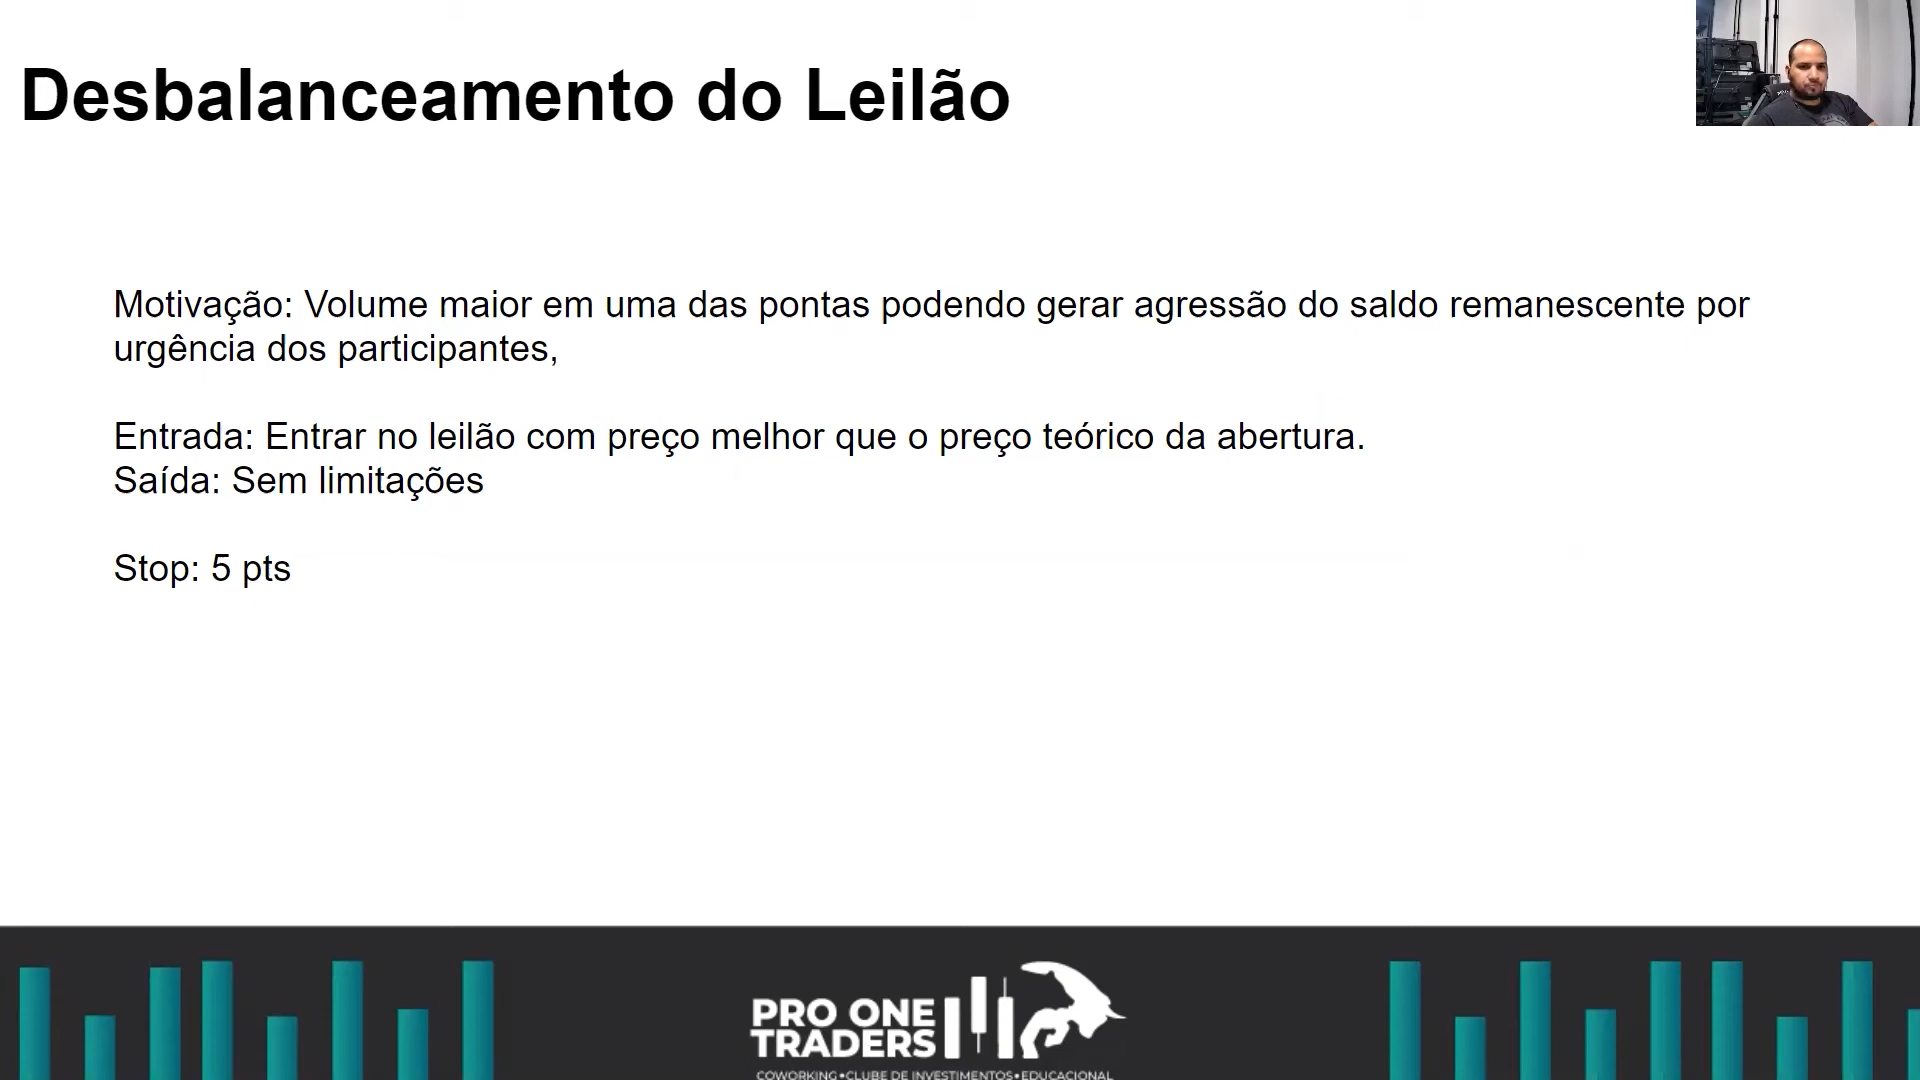 Desbalanceamento do Leilão
Motivação: Volume maior em uma das pontas podendo gerar agressão do saldo remanescente por
urgência dos participantes,
Entrada: Entrar no leilão com preço melhor que o preço teórico da abertura.
Saída: Sem limitações
Stop: 5 pts
PRO ONE
TRADERS
COWORKING•CLUBE DE INVESTIMENTOS•EDUCACIONAL